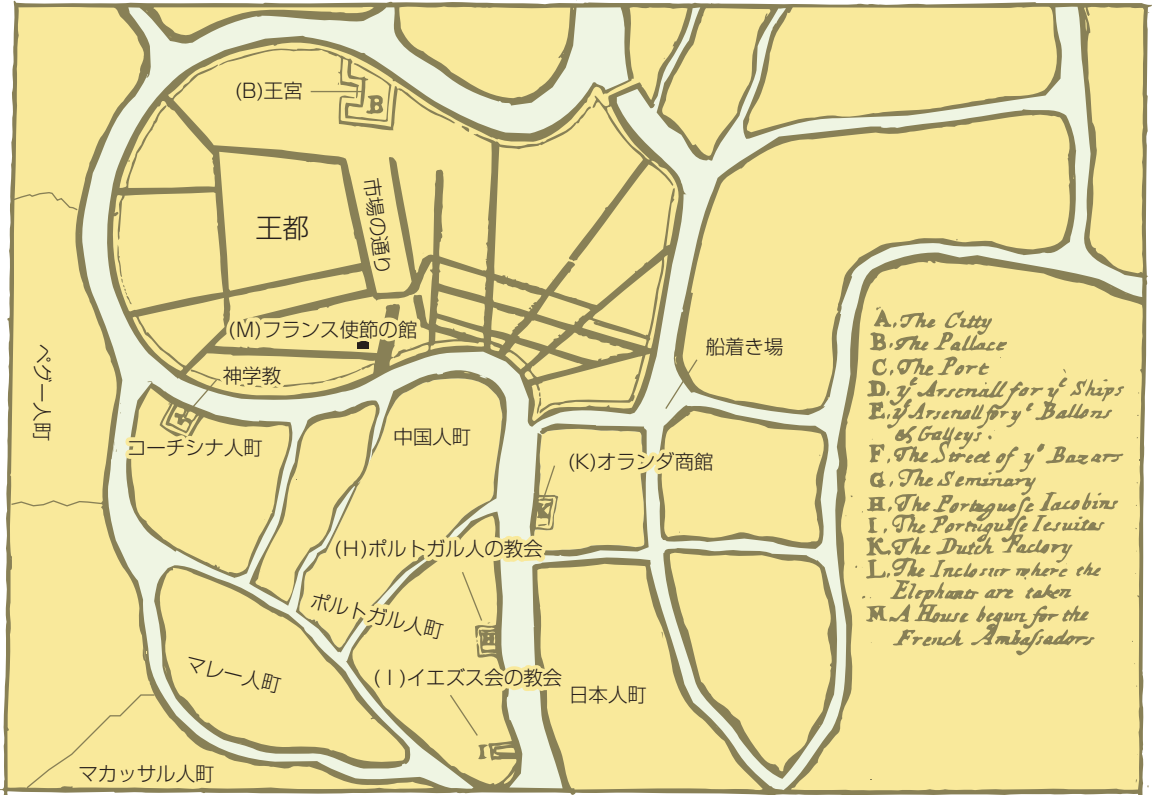 (B)王宮
B
市場の通り
王都
(M)フランス使節の館
船着き場
神学教
ペグー人町
コーチシナ人町
中国人町
(K)オランダ商館
K
(H)ポルトガル人の教会
ポルトガル人町
H
マレー人町
(I)イエズス会の教会
日本人町
I
マカッサル人町
A. The Citty
B. The Pallace
C. The Port
D. yᵉ Arsenall for yᵉ Ships
E. yᵉ Arsenall for yᵉ Ballons
& Galleys.
F. The Street of yᵉ Bazars
G. The Seminary
H. The Portuguese Iacobins
I. The Portuguese Iesuitas
K. The Dutch Factory
L. The Inclosur where the
Elephants are taken
M. A House begun for the
French Ambaſsadors